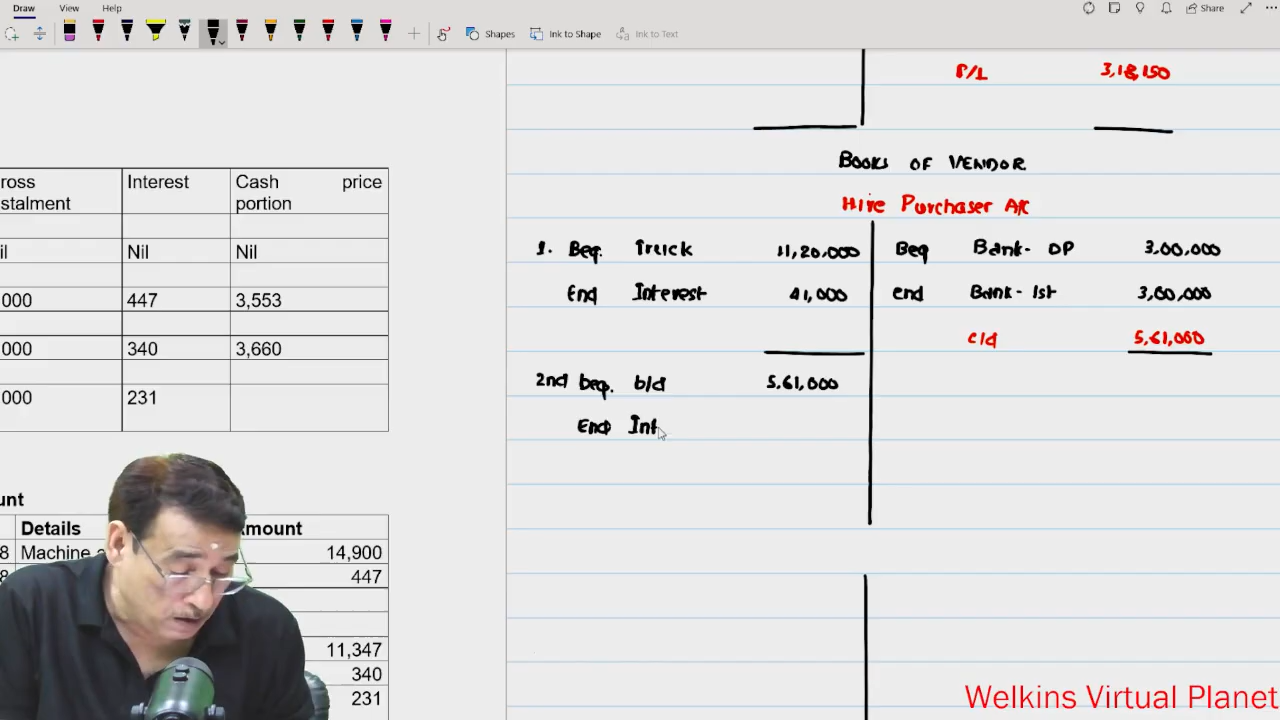 Draw View Help
Share
Shapes Ink to Shape Ink to Text
P/L 3,18,150
BOOKS OF VENDOR
Hire Purchaser A/c
1. Beg. Truck 11,20,000 Beg Bank- DP 3,00,000
End Interest 41,000 end Bank- 1st 3,00,000
c/d 5,61,000
2nd beg. b/d 5,61,000
End Int
ross Interest Cash price
stalment portion
il Nil Nil
000 447 3,553
000 340 3,660
000 231
unt
Details mount
8 Machine a 14,900
8 447
11,347
340
231
Welkins Virtual Planet